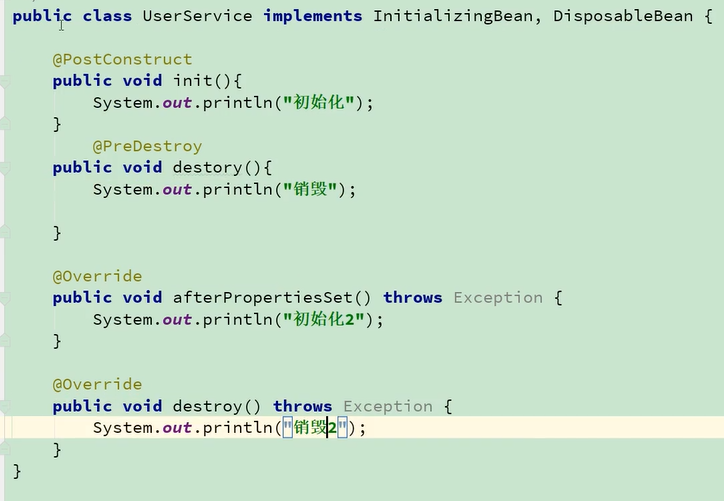 public class UserService implements InitializingBean, DisposableBean {
@PostConstruct
public void init(){
System.out.println("初始化");
}
@PreDestroy
public void destory(){
System.out.println("销毁");
}
@Override
public void afterPropertiesSet() throws Exception {
System.out.println("初始化2");
}
@Override
public void destroy() throws Exception {
System.out.println("销毁2");
}
}